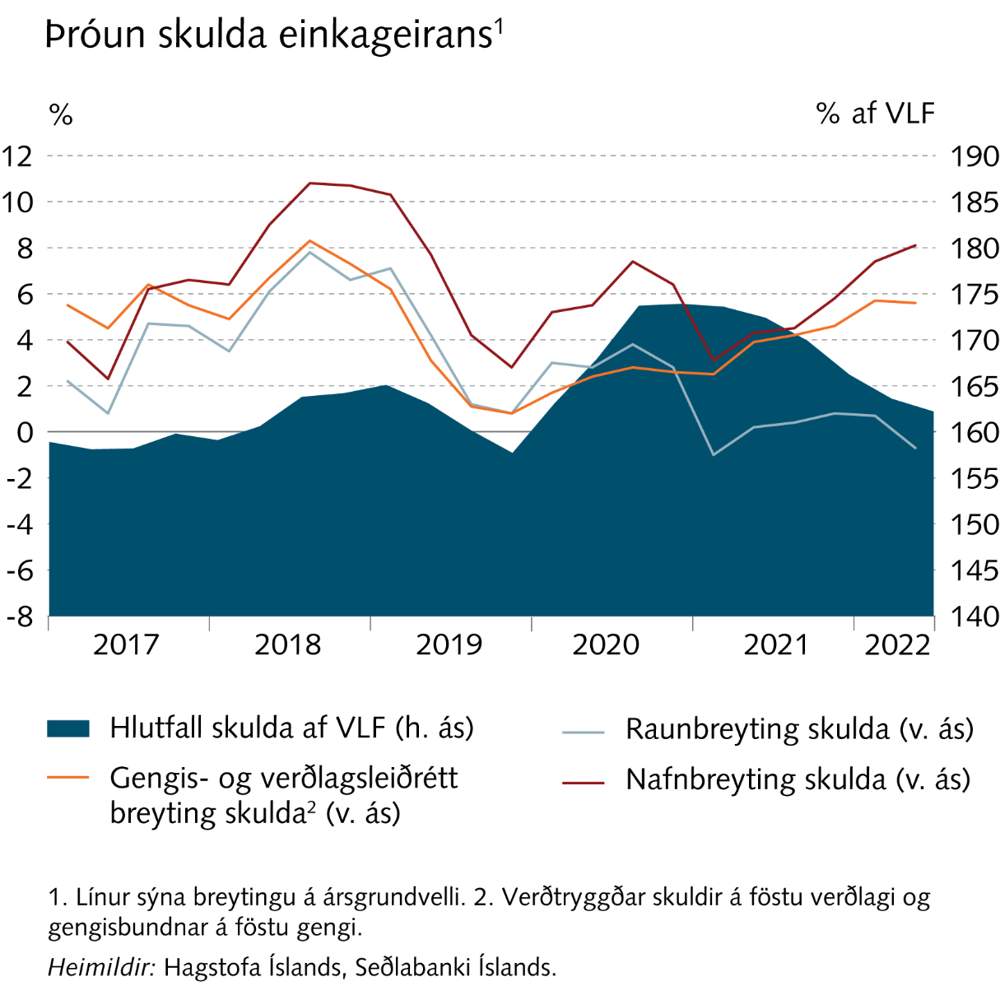 Þróun skulda einkageirans¹
% % af VLF
12 190
10 185
8 180
6 175
4 170
2 165
0 160
-2 155
-4 150
-6 145
-8 140
2017 2018 2019 2020 2021 2022
Hlutfall skulda af VLF (h. ás)
Gengis- og verðlagsleiðrétt
breyting skulda² (v. ás)
Raunbreyting skulda (v. ás)
Nafnbreyting skulda (v. ás)
1. Línur sýna breytingu á ársgrundvelli. 2. Verðtryggðar skuldir á föstu verðlagi og
gengisbundnar á föstu gengi.
Heimildir: Hagstofa Íslands, Seðlabanki Íslands.